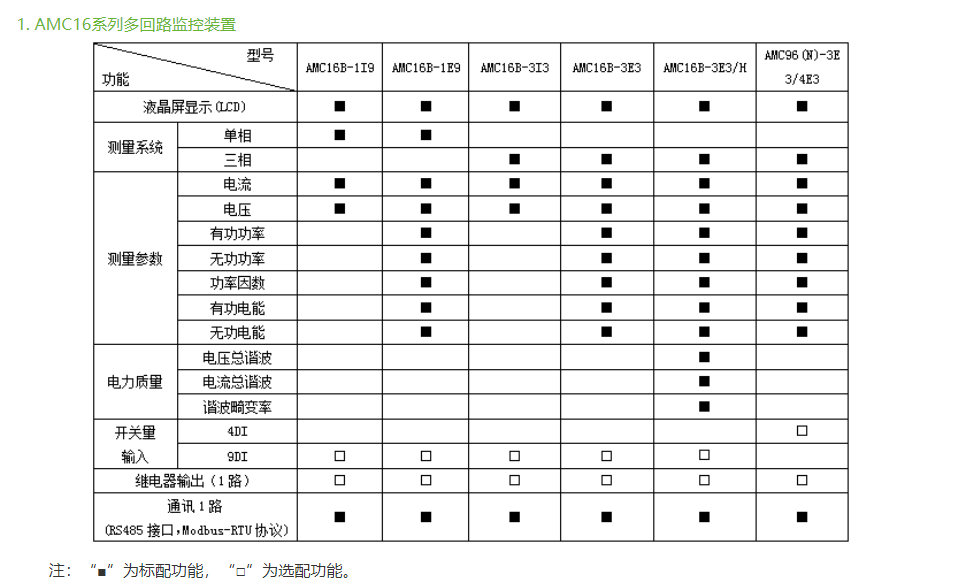 1. AMC16系列多回路监控装置
型号
功能
AMC16B-1I9 AMC16B-1E9 AMC16B-3I3 AMC16B-3E3 AMC16B-3E3/H AMC96(N)-3E
3/4E3
液晶屏显示(LCD) ■ ■ ■ ■ ■ ■
测量系统
单相 ■ ■
三相 ■ ■ ■ ■
测量参数
电流 ■ ■ ■ ■ ■ ■
电压 ■ ■ ■ ■ ■ ■
有功功率 ■ ■ ■ ■
无功功率 ■ ■ ■ ■
功率因数 ■ ■ ■ ■
有功电能 ■ ■ ■ ■
无功电能 ■ ■ ■ ■
电力质量
电压总谐波 ■
电流总谐波 ■
谐波畸变率 ■
开关量
输入
4DI □
9DI □ □ □ □ □
继电器输出(1路) □ □ □ □ □ □
通讯1路
(RS485接口,Modbus-RTU协议) ■ ■ ■ ■ ■ ■
注：“■”为标配功能，“□”为选配功能。